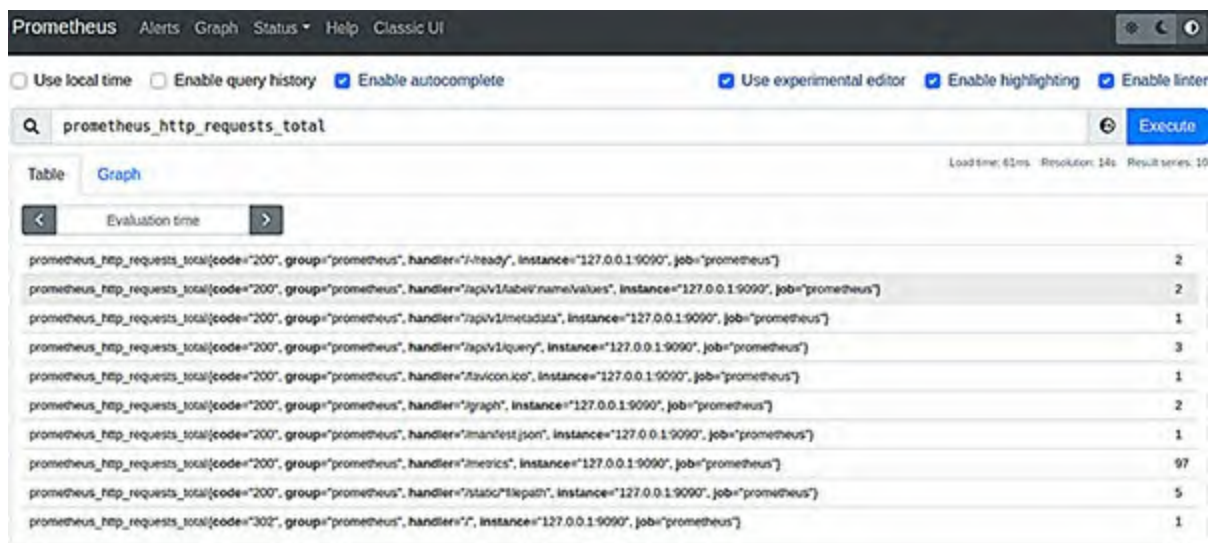 Prometheus Alerts Graph Status Help Classic UI
Use local time Enable query history Enable autocomplete Use experimental editor Enable highlighting Enable linter
prometheus_http_requests_total Execute
Load time: 61ms Resolution: 14s Result series: 10
Table Graph
Evaluation time
prometheus_http_requests_total{code="200", group="prometheus", handler="/-/ready", instance="127.0.0.1:9090", job="prometheus"} 2
prometheus_http_requests_total{code="200", group="prometheus", handler="/api/v1/label/:name/values", instance="127.0.0.1:9090", job="prometheus"} 2
prometheus_http_requests_total{code="200", group="prometheus", handler="/api/v1/metadata", instance="127.0.0.1:9090", job="prometheus"} 1
prometheus_http_requests_total{code="200", group="prometheus", handler="/api/v1/query", instance="127.0.0.1:9090", job="prometheus"} 3
prometheus_http_requests_total{code="200", group="prometheus", handler="/favicon.ico", instance="127.0.0.1:9090", job="prometheus"} 1
prometheus_http_requests_total{code="200", group="prometheus", handler="/graph", instance="127.0.0.1:9090", job="prometheus"} 2
prometheus_http_requests_total{code="200", group="prometheus", handler="/manifest.json", instance="127.0.0.1:9090", job="prometheus"} 1
prometheus_http_requests_total{code="200", group="prometheus", handler="/metrics", instance="127.0.0.1:9090", job="prometheus"} 97
prometheus_http_requests_total{code="200", group="prometheus", handler="/static/*filepath", instance="127.0.0.1:9090", job="prometheus"} 5
prometheus_http_requests_total{code="302", group="prometheus", handler="/", instance="127.0.0.1:9090", job="prometheus"} 1